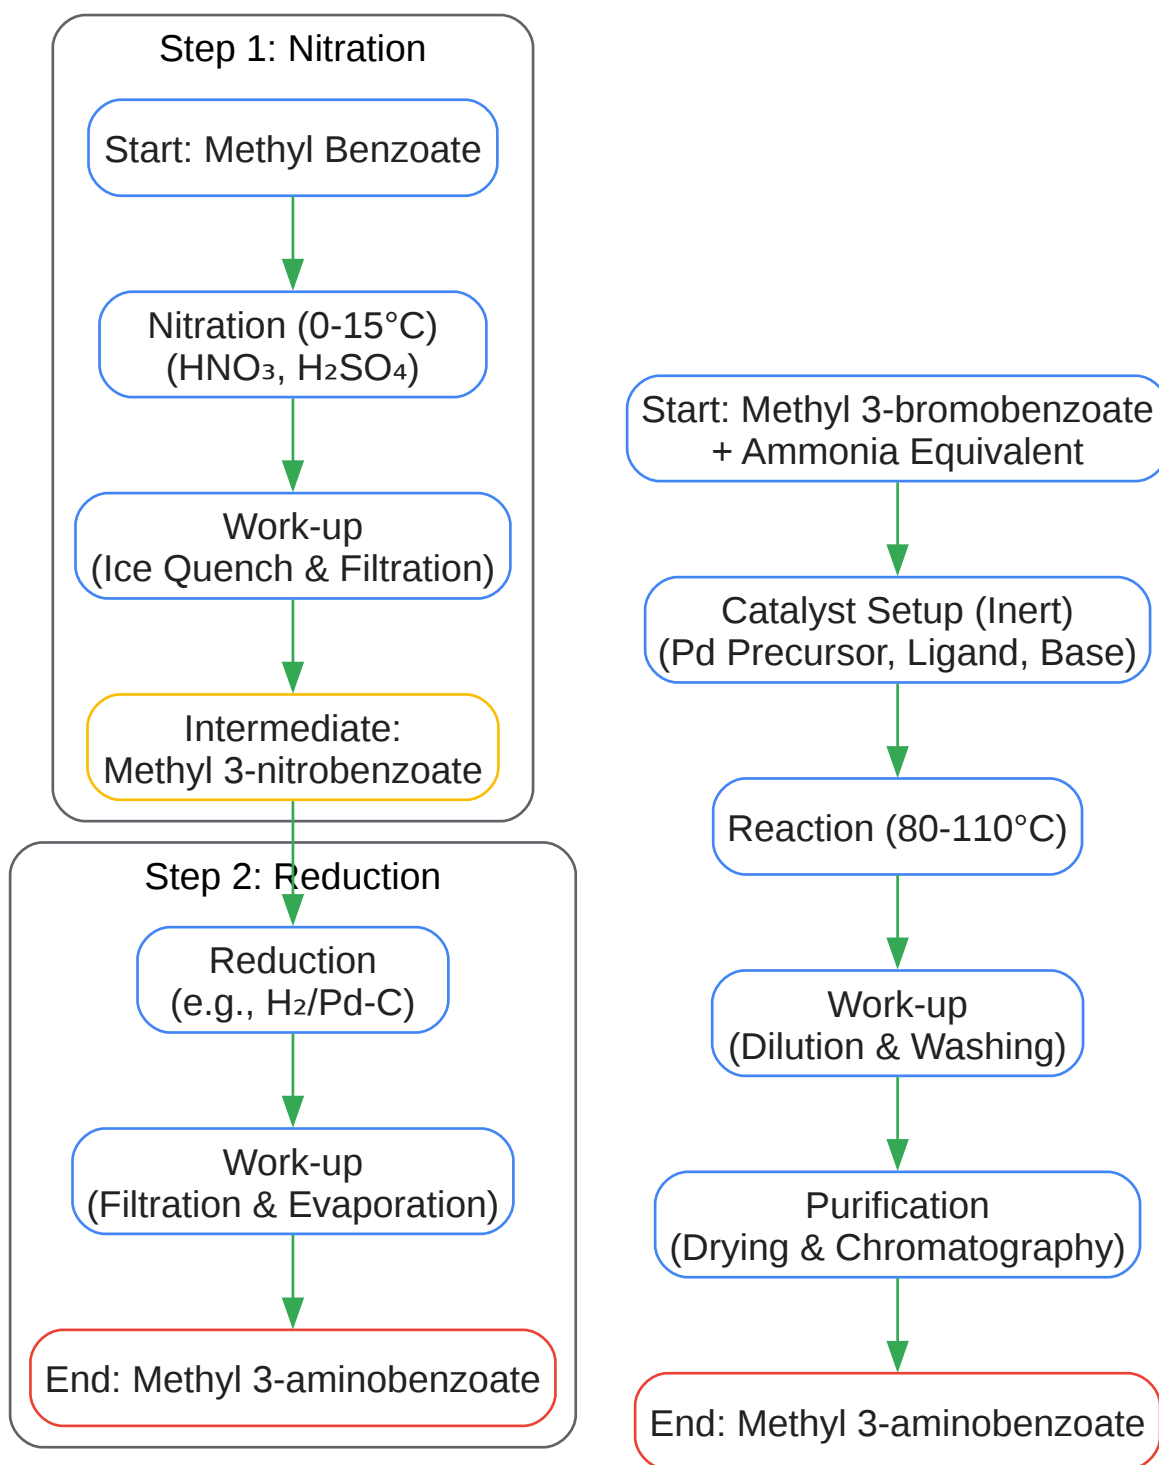 Step 1: Nitration
Start: Methyl Benzoate
Nitration (0-15°C)
(HNO₃, H₂SO₄)
Work-up
(Ice Quench & Filtration)
Intermediate:
Methyl 3-nitrobenzoate
Step 2: Reduction
Reduction
(e.g., H₂/Pd-C)
Work-up
(Filtration & Evaporation)
End: Methyl 3-aminobenzoate
Start: Methyl 3-bromobenzoate
+ Ammonia Equivalent
Catalyst Setup (Inert)
(Pd Precursor, Ligand, Base)
Reaction (80-110°C)
Work-up
(Dilution & Washing)
Purification
(Drying & Chromatography)
End: Methyl 3-aminobenzoate